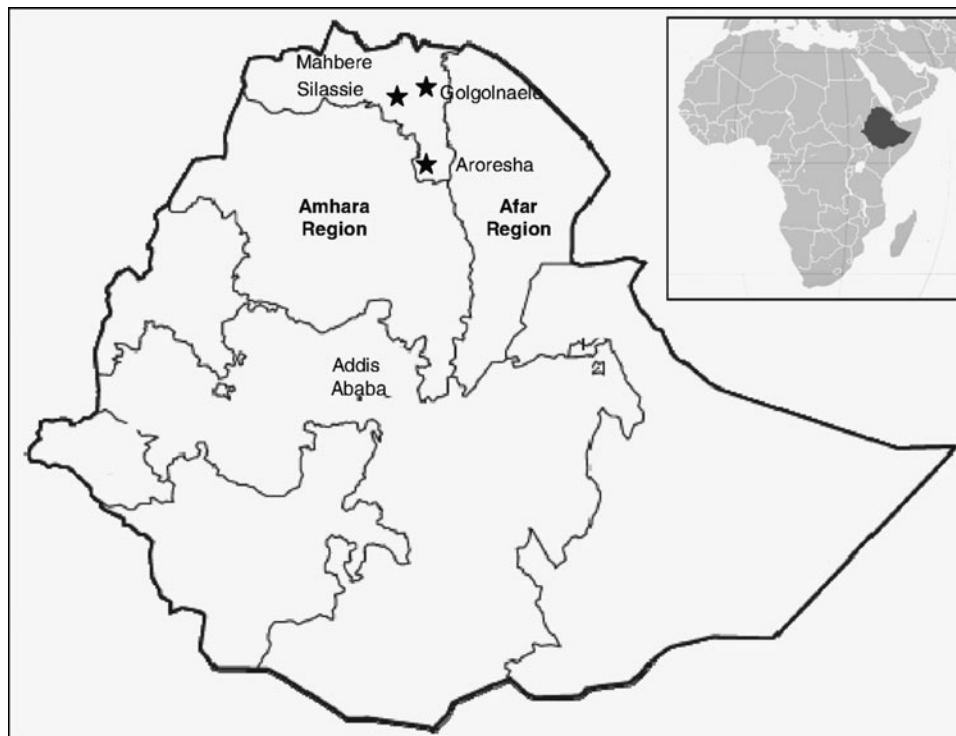 Mahbere
Silassie
Golgolnaele
Aroresha
Amhara
Region
Afar
Region
Addis
Ababa